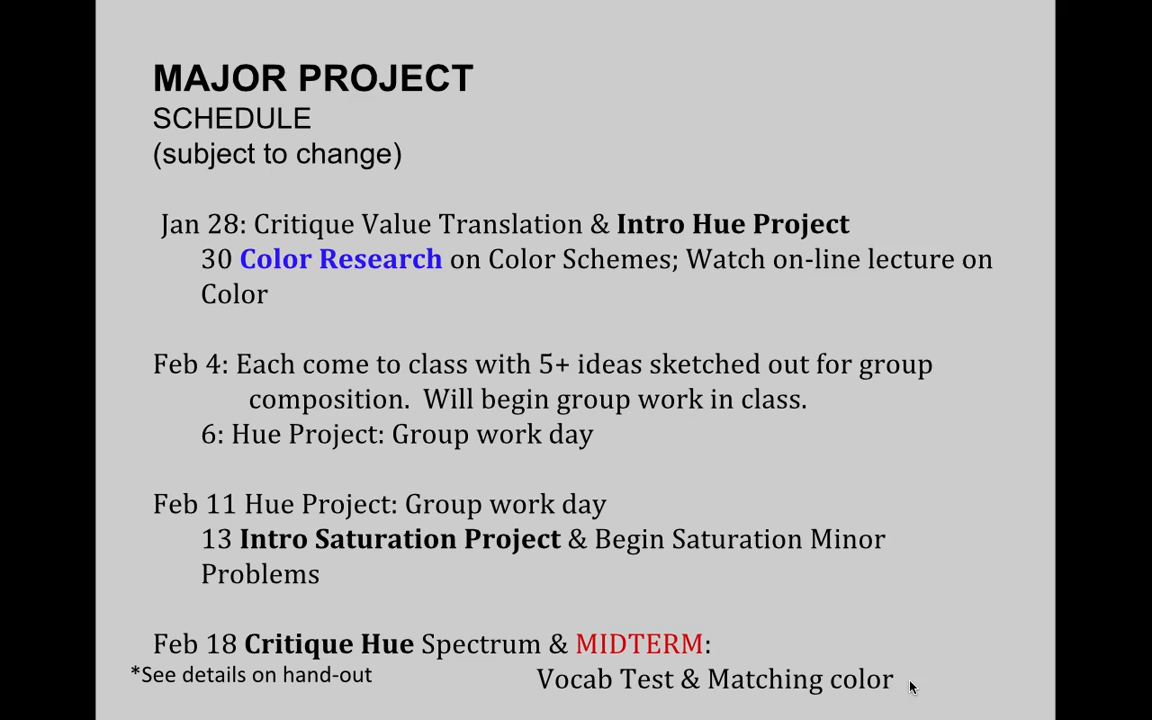 MAJOR PROJECT
SCHEDULE
(subject to change)
Jan 28: Critique Value Translation & Intro Hue Project
30 Color Research on Color Schemes; Watch on-line lecture on
Color
Feb 4: Each come to class with 5+ ideas sketched out for group
composition.  Will begin group work in class.
6: Hue Project: Group work day
Feb 11 Hue Project: Group work day
13 Intro Saturation Project & Begin Saturation Minor
Problems
Feb 18 Critique Hue Spectrum & MIDTERM:
*See details on hand-out
Vocab Test & Matching color